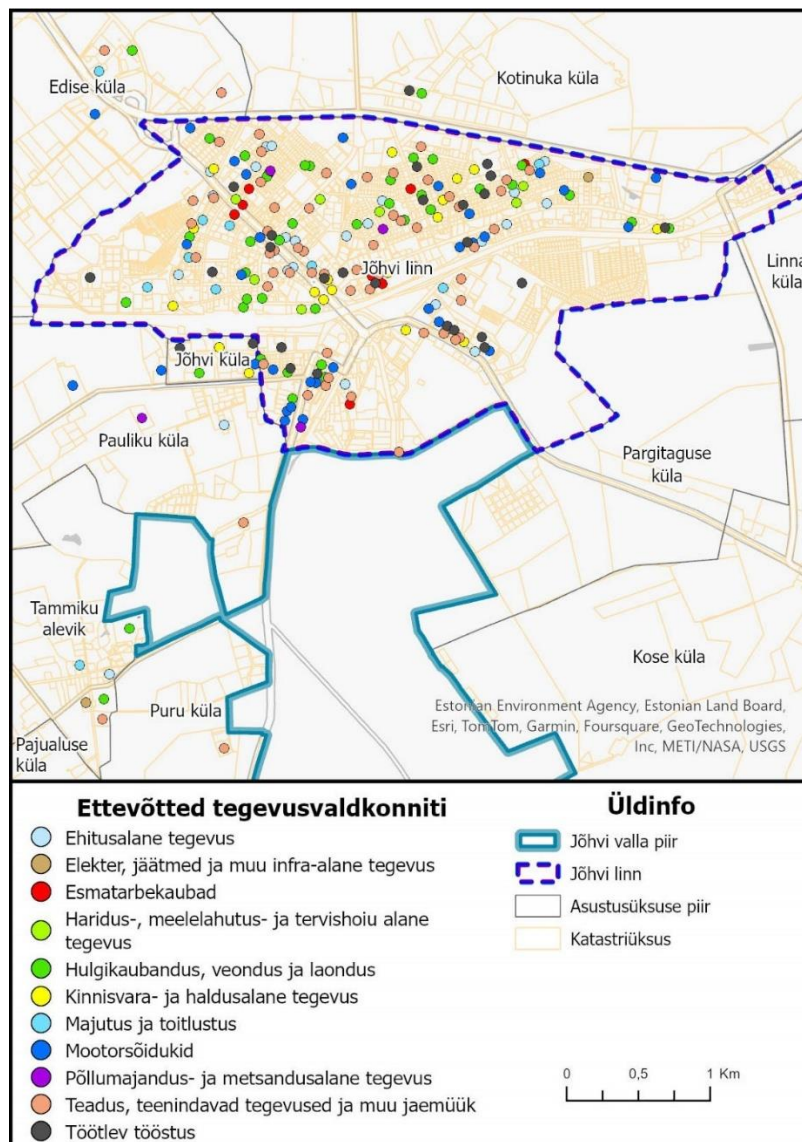 Edise küla
Kotinuka küla
Jõhvi linn
Linna
küla
Jõhvi küla
Pauliku küla
Pargitaguse
küla
Tammiku
alevik
Kose küla
Puru küla
Pajualuse
küla
Estonian Environment Agency, Estonian Land Board,
Esri, TomTom, Garmin, Foursquare, GeoTechnologies,
Inc, METI/NASA, USGS
Ettevõtted tegevusvaldkonniti
Ehitusalane tegevus
Elekter, jäätmed ja muu infra-alane tegevus
Esmatarbekaubad
Haridus-, meelelahutus- ja tervishoiu alane
tegevus
Hulgikaubandus, veondus ja laondus
Kinnisvara- ja haldusalane tegevus
Majutus ja toitlustus
Mootorsõidukid
Põllumajandus- ja metsandusalane tegevus
Teadus, teenindavad tegevused ja muu jaemüük
Töötlev tööstus
Üldinfo
Jõhvi valla piir
Jõhvi linn
Asustusüksuse piir
Katastriüksus
0 0,5 1 Km